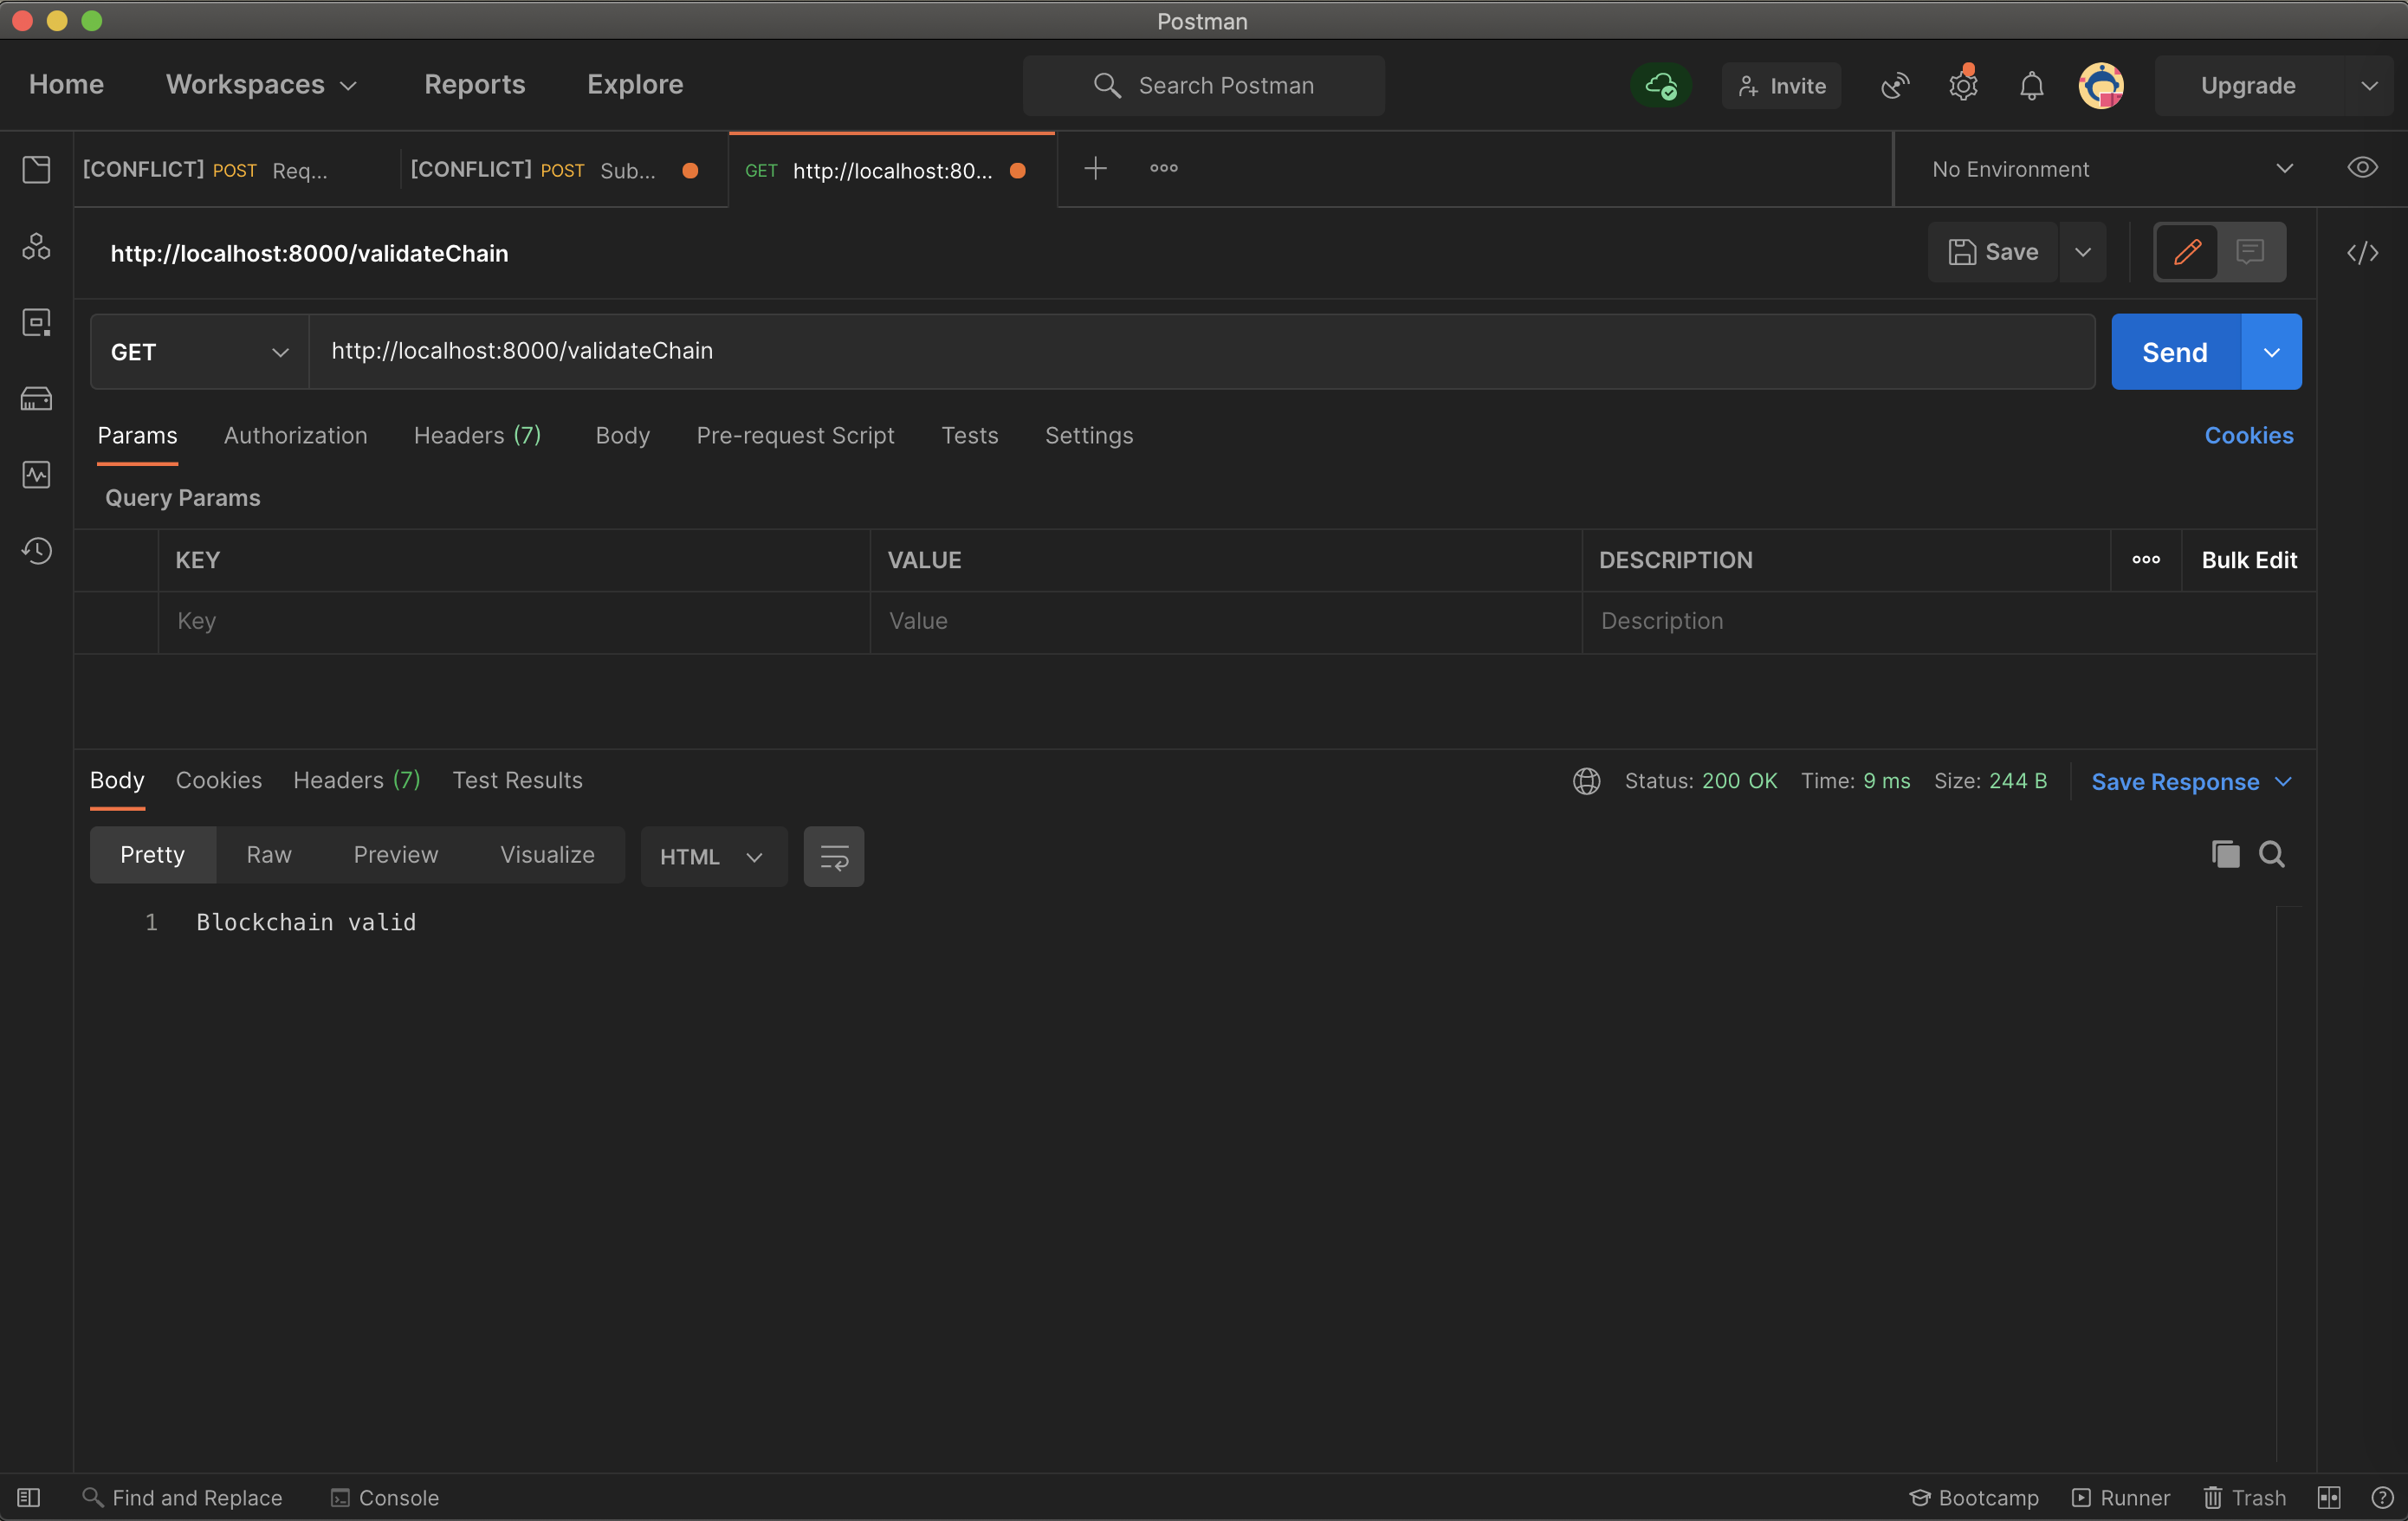 Postman
Home Workspaces Reports Explore Search Postman Invite Upgrade
[CONFLICT] POST Req... [CONFLICT] POST Sub... GET http://localhost:80... No Environment
http://localhost:8000/validateChain Save
GET http://localhost:8000/validateChain Send
Params Authorization Headers (7) Body Pre-request Script Tests Settings Cookies
Query Params
KEY VALUE DESCRIPTION Bulk Edit
Key Value Description
Body Cookies Headers (7) Test Results Status: 200 OK Time: 9 ms Size: 244 B Save Response
Pretty Raw Preview Visualize HTML
1 Blockchain valid
Find and Replace Console Bootcamp Runner Trash